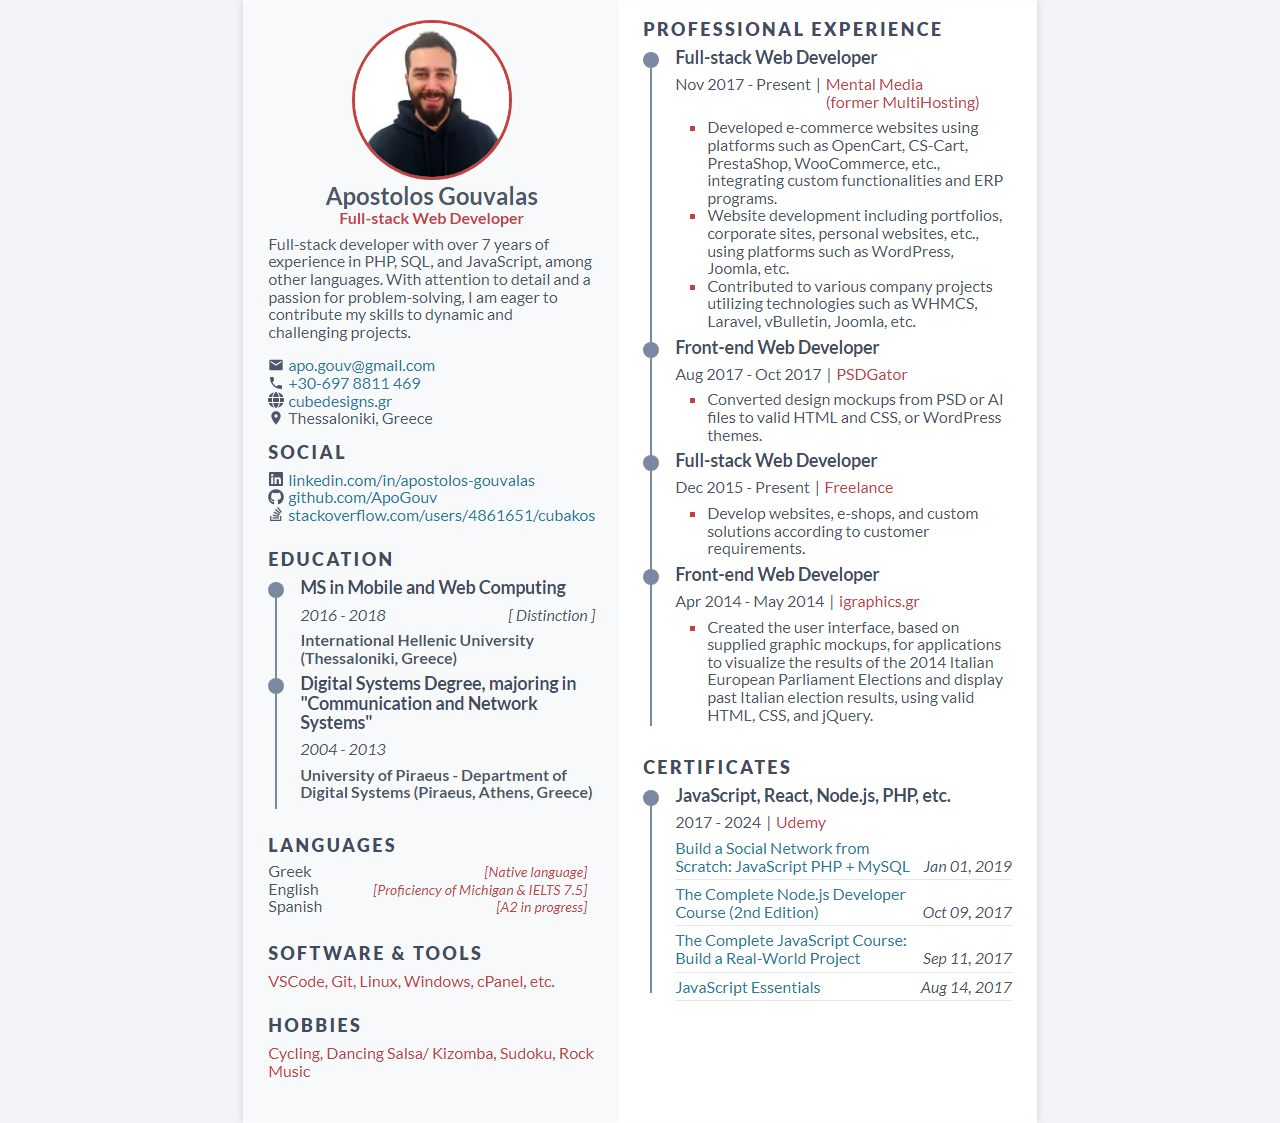 Apostolos Gouvalas
Full-stack Web Developer
Full-stack developer with over 7 years of
experience in PHP, SQL, and JavaScript, among
other languages. With attention to detail and a
passion for problem-solving, I am eager to
contribute my skills to dynamic and
challenging projects.
apo.gouv@gmail.com
+30-697 8811 469
cubedesigns.gr
Thessaloniki, Greece
SOCIAL
linkedin.com/in/apostolos-gouvalas
github.com/ApoGouv
stackoverflow.com/users/4861651/cubakos
EDUCATION
MS in Mobile and Web Computing
2016 - 2018 [ Distinction ]
International Hellenic University
(Thessaloniki, Greece)
Digital Systems Degree, majoring in
"Communication and Network
Systems"
2004 - 2013
University of Piraeus - Department of
Digital Systems (Piraeus, Athens, Greece)
LANGUAGES
Greek [Native language]
English [Proficiency of Michigan & IELTS 7.5]
Spanish [A2 in progress]
SOFTWARE & TOOLS
VSCode, Git, Linux, Windows, cPanel, etc.
HOBBIES
Cycling, Dancing Salsa/ Kizomba, Sudoku, Rock
Music
PROFESSIONAL EXPERIENCE
Full-stack Web Developer
Nov 2017 - Present | Mental Media
(former MultiHosting)
Developed e-commerce websites using
platforms such as OpenCart, CS-Cart,
PrestaShop, WooCommerce, etc.,
integrating custom functionalities and ERP
programs.
Website development including portfolios,
corporate sites, personal websites, etc.,
using platforms such as WordPress,
Joomla, etc.
Contributed to various company projects
utilizing technologies such as WHMCS,
Laravel, vBulletin, Joomla, etc.
Front-end Web Developer
Aug 2017 - Oct 2017 | PSDGator
Converted design mockups from PSD or AI
files to valid HTML and CSS, or WordPress
themes.
Full-stack Web Developer
Dec 2015 - Present | Freelance
Develop websites, e-shops, and custom
solutions according to customer
requirements.
Front-end Web Developer
Apr 2014 - May 2014 | igraphics.gr
Created the user interface, based on
supplied graphic mockups, for applications
to visualize the results of the 2014 Italian
European Parliament Elections and display
past Italian election results, using valid
HTML, CSS, and jQuery.
CERTIFICATES
JavaScript, React, Node.js, PHP, etc.
2017 - 2024 | Udemy
Build a Social Network from
Scratch: JavaScript PHP + MySQL Jan 01, 2019
The Complete Node.js Developer
Course (2nd Edition) Oct 09, 2017
The Complete JavaScript Course:
Build a Real-World Project Sep 11, 2017
JavaScript Essentials Aug 14, 2017